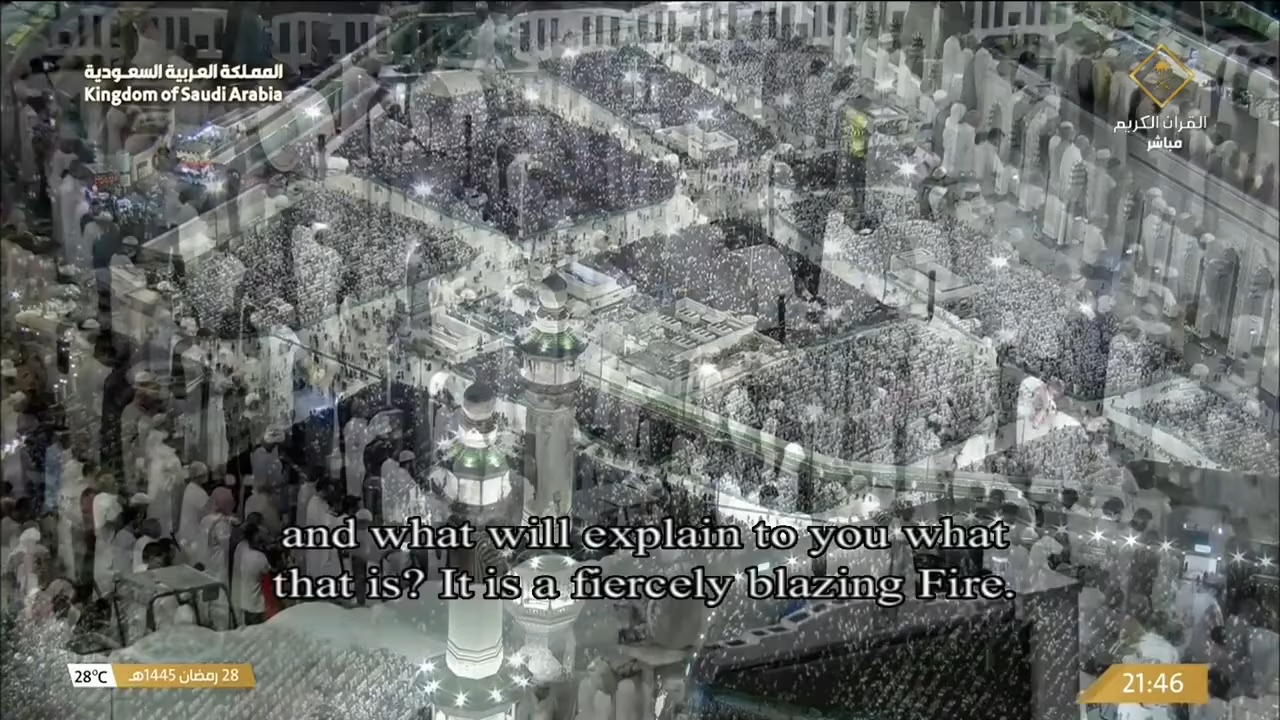 المملكة العربية السعودية
Kingdom of Saudi Arabia
القرآن الكريم
مباشر
and what will explain to you what
that is? It is a fiercely blazing Fire.
28°C
28 رمضان 1445هـ
21:46